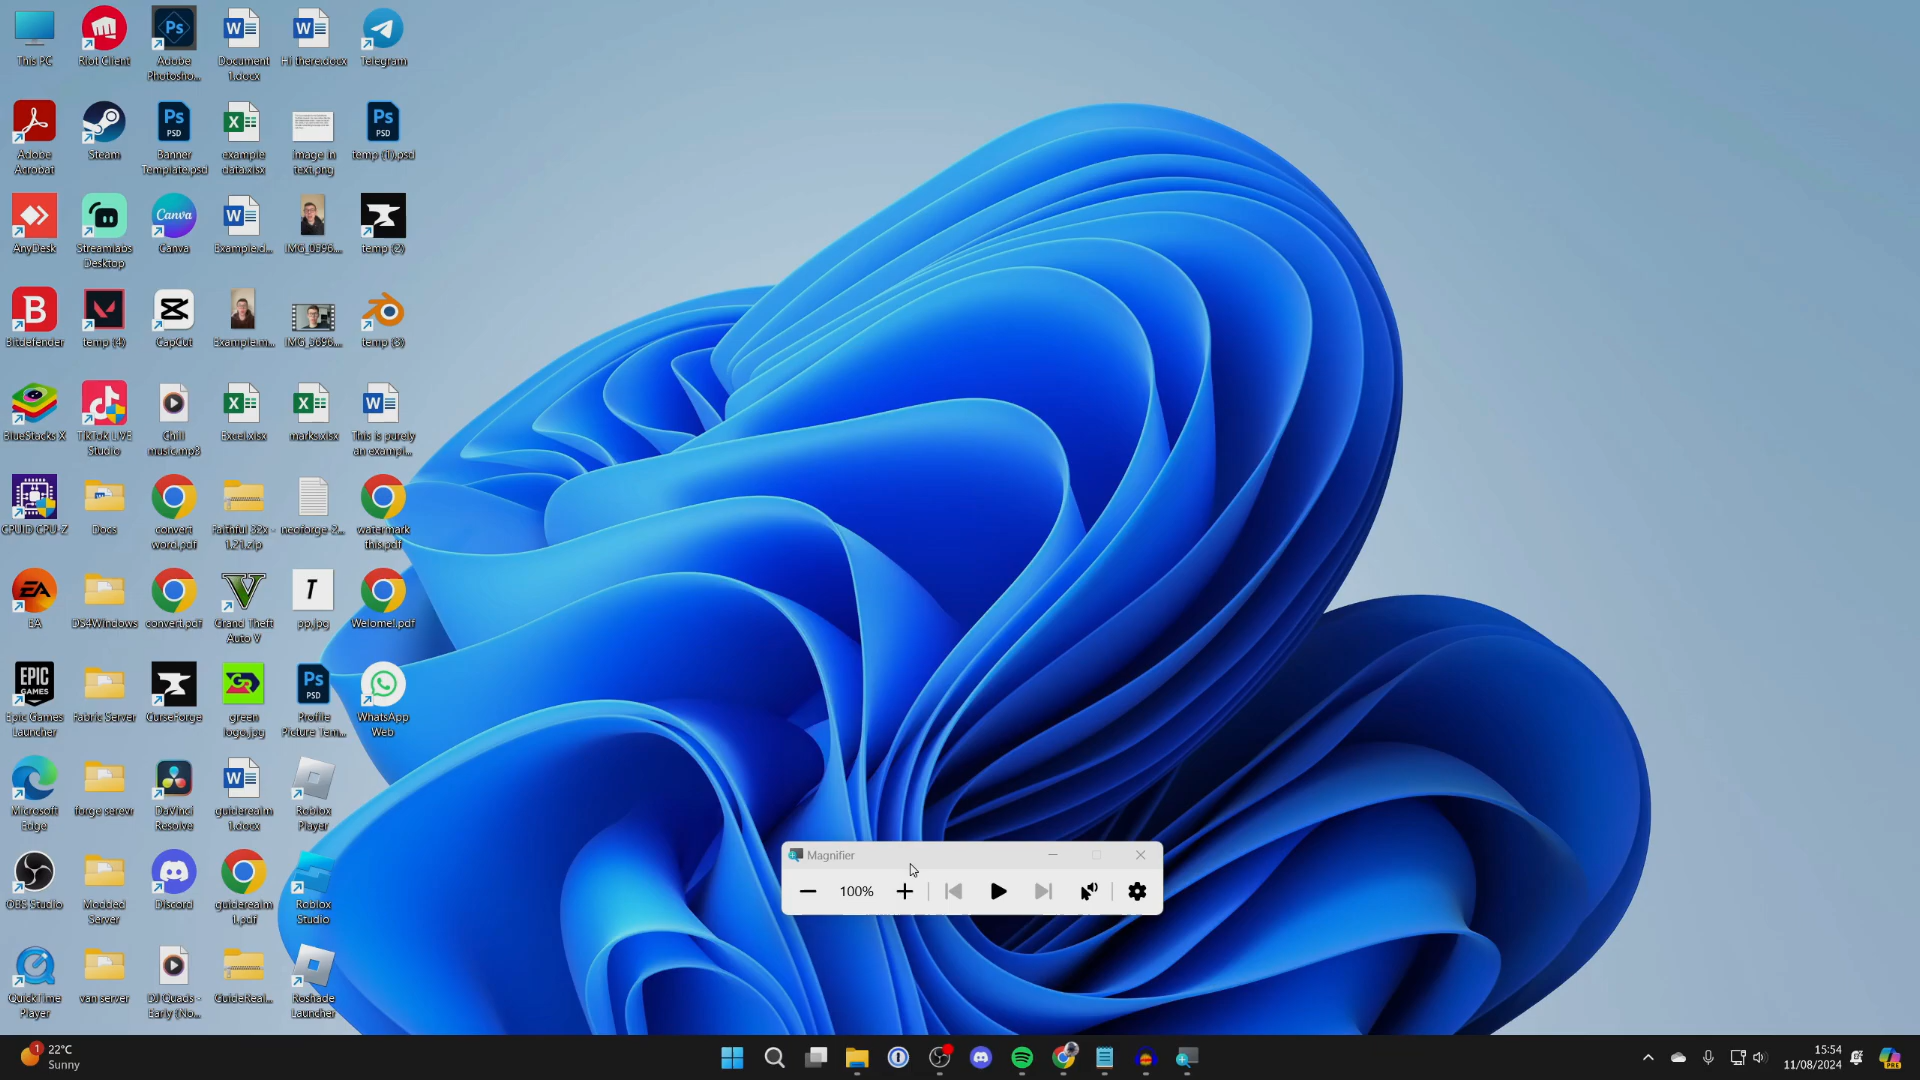 This PC
Riot Client
Adobe
Photosho...
Document
1.docx
Hi there.docx
Telegram
Adobe
Acrobat
Steam
Banner
Template.psd
example
data.xlsx
image in
text.png
temp (1).psd
AnyDesk
Streamlabs
Desktop
Canva
Example.d...
IMG_0396....
temp (2)
Bitdefender
temp (4)
CapCut
Example.m...
temp (3)
BlueStacks X
TikTok LIVE
Studio
Chill
music.mp3
Excel.xlsx
marks.xlsx
This is purely
an exampl...
CPUID CPU-Z
Docs
convert
word.pdf
Faithful 32x -
1.21.zip
neoforge-2...
watermark
this.pdf
EA
DS4Windows
convert.pdf
Grand Theft
Auto V
pp.jpg
Welome!.pdf
Epic Games
Launcher
Fabric Server
CurseForge
green
logo.jpg
Profile
Picture Tem...
WhatsApp
Web
Microsoft
Edge
forge serevr
DaVinci
Resolve
guiderealm
1.docx
Roblox
Player
OBS Studio
Modded
Server
Discord
guiderealm
1.pdf
Roblox
Studio
QuickTime
Player
van server
DJ Quads -
Early (No...
GuideReal...
Roshade
Launcher
Magnifier
100%
1
22°C
Sunny
15:54
11/08/2024